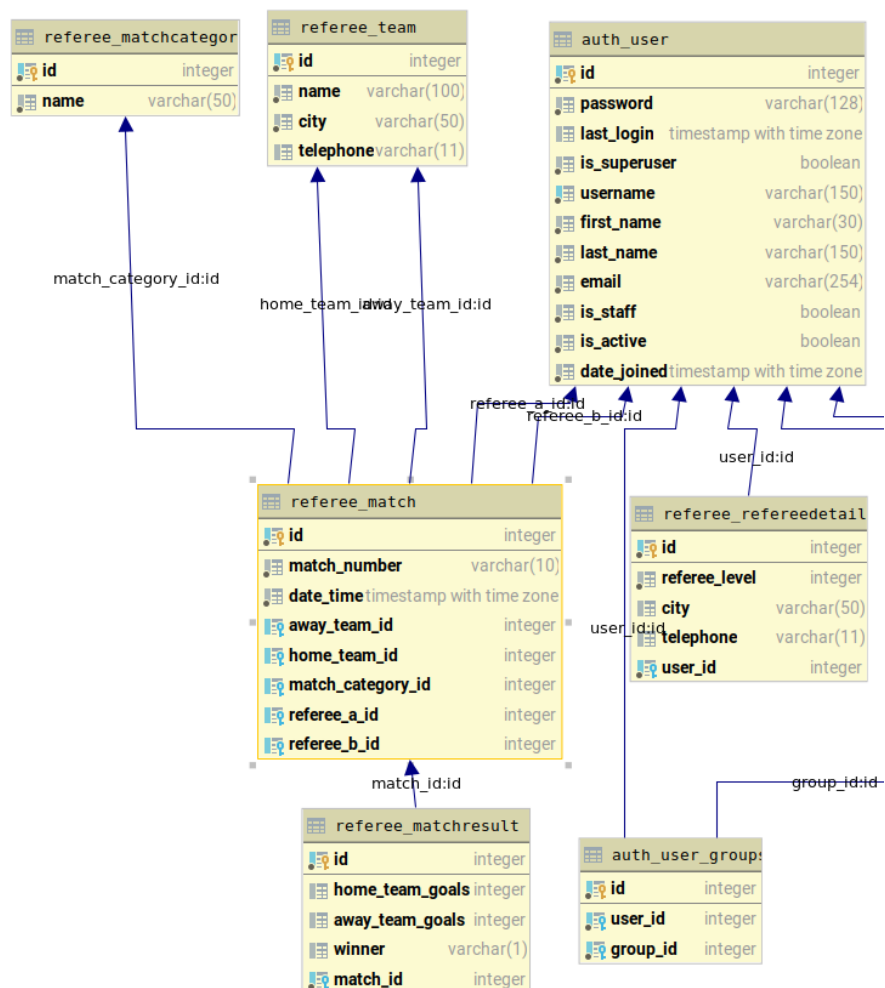 referee_matchcategor
id integer
name varchar(50)
referee_team
id integer
name varchar(100)
city varchar(50)
telephone varchar(11)
auth_user
id integer
password varchar(128)
last_login timestamp with time zone
is_superuser boolean
username varchar(150)
first_name varchar(30)
last_name varchar(150)
email varchar(254)
is_staff boolean
is_active boolean
date_joined timestamp with time zone
match_category_id:id
home_team_id:id
away_team_id:id
referee_a_id:id
referee_b_id:id
user_id:id
referee_match
id integer
match_number varchar(10)
date_time timestamp with time zone
away_team_id integer
home_team_id integer
match_category_id integer
referee_a_id integer
referee_b_id integer
referee_refereedetail
id integer
referee_level integer
city varchar(50)
telephone varchar(11)
user_id integer
user_id:id
match_id:id
group_id:id
referee_matchresult
id integer
home_team_goals integer
away_team_goals integer
winner varchar(1)
match_id integer
auth_user_groups
id integer
user_id integer
group_id integer